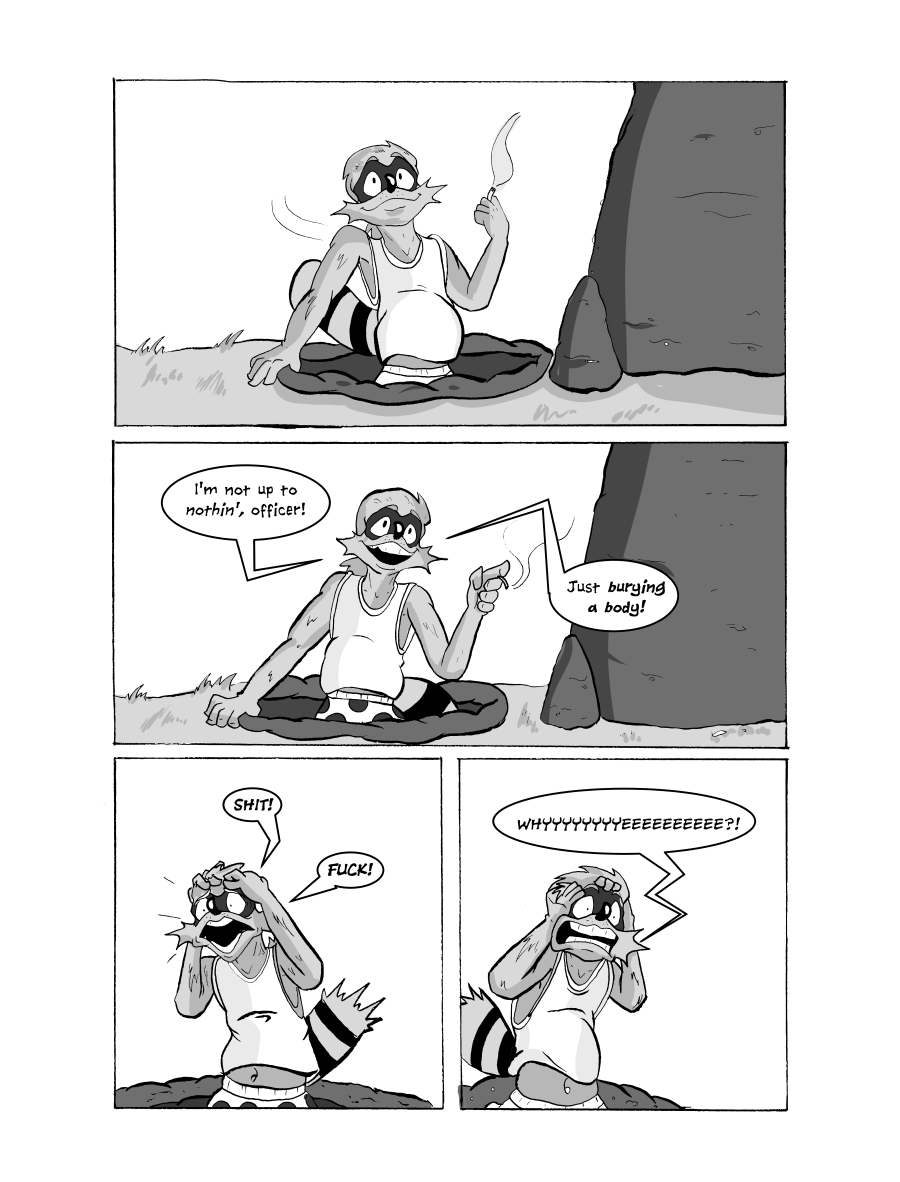 I'm not up to
nothin', officer!
Just burying
a body!
SHIT!
FUCK!
WHYYYYYYYYEEEEEEEEEE?!